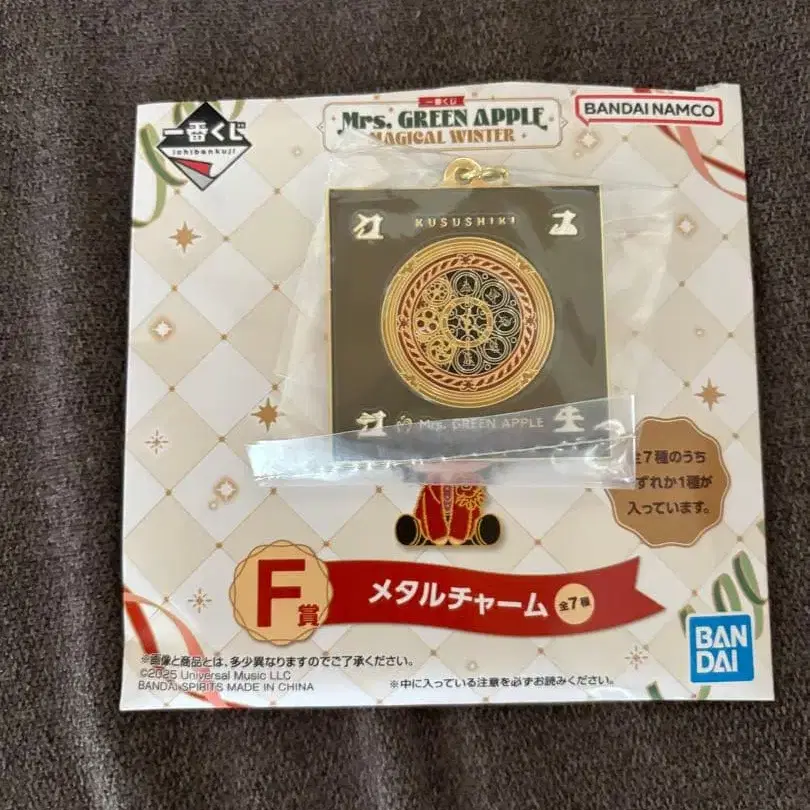 一番くじ
ichibankuji
一番くじ
Mrs. GREEN APPLE
MAGICAL WINTER
BANDAI NAMCO
KUSUSHIKI
Mrs. GREEN APPLE
全7種のうち
ずれか1種が
入っています。
F賞
メタルチャーム
全7種
BAN
DAI
※画像と商品とは、多少異なりますのでご了承ください。
©2025 Universal Music LLC
BANDAI SPIRITS MADE IN CHINA
※中に入っている注意を必ずお読みください。